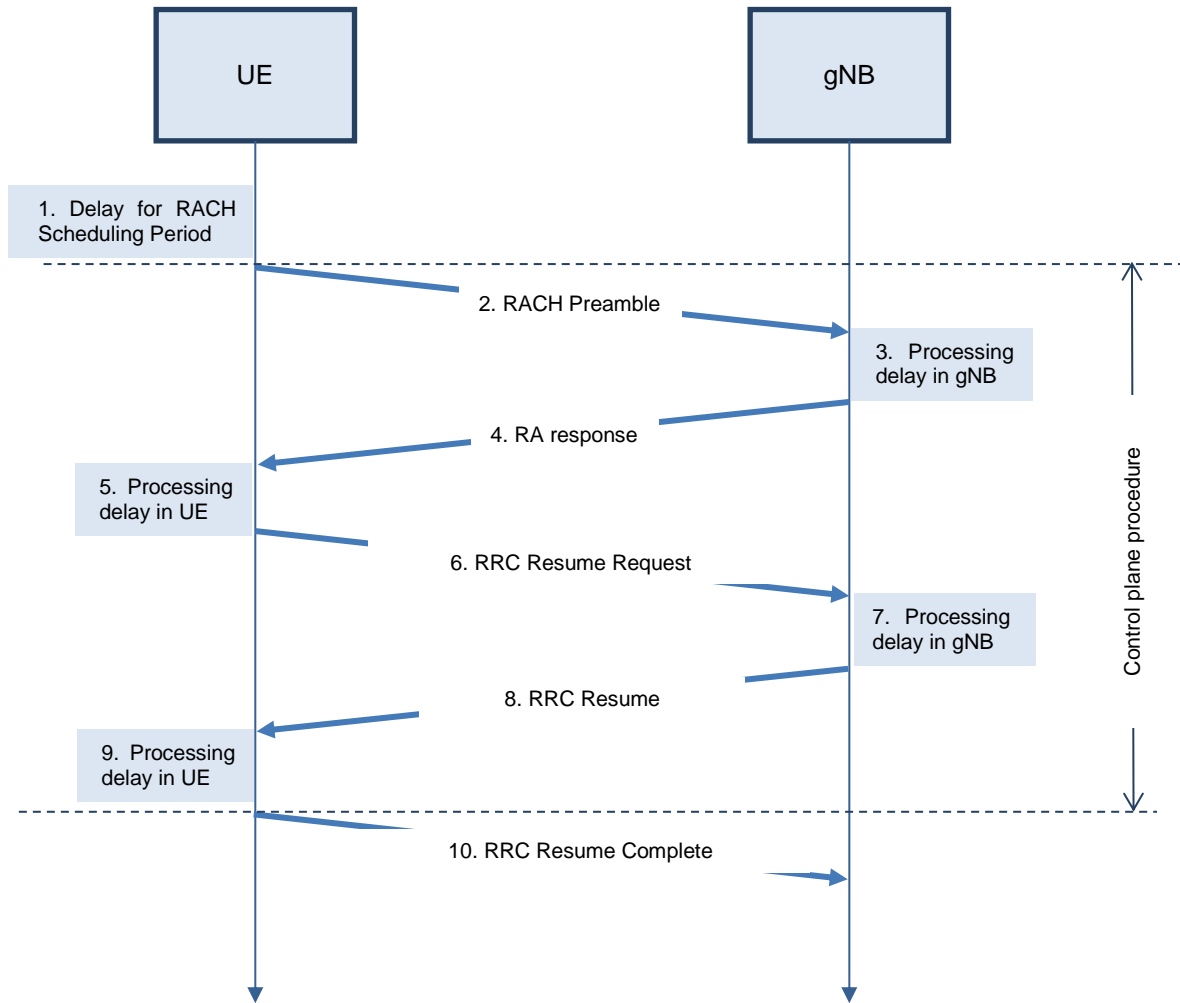 UE
gNB
1. Delay for RACH
Scheduling Period
2. RACH Preamble
3. Processing
delay in gNB
4. RA response
5. Processing
delay in UE
6. RRC Resume Request
7. Processing
delay in gNB
8. RRC Resume
9. Processing
delay in UE
10. RRC Resume Complete
Control plane procedure